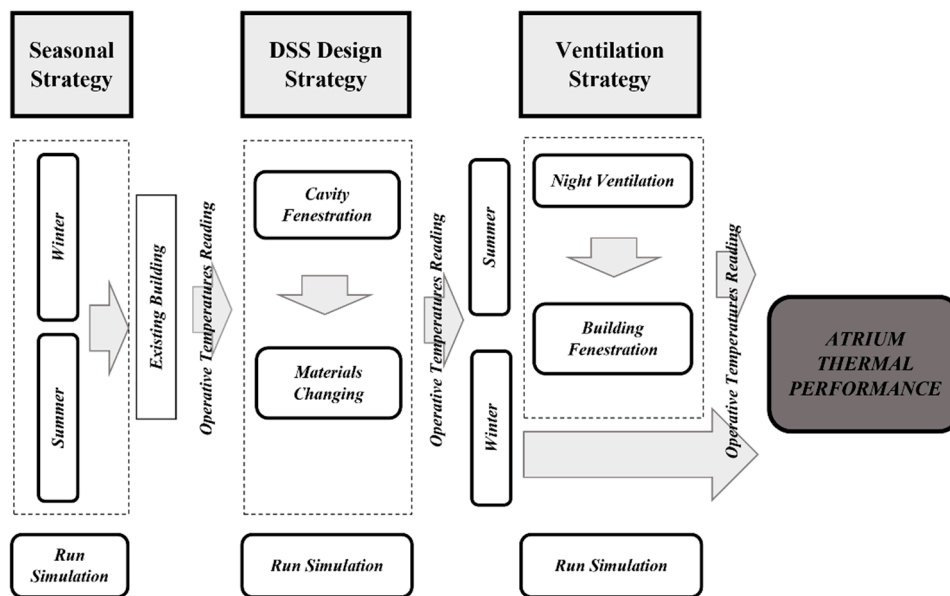 Seasonal
Strategy
DSS Design
Strategy
Ventilation
Strategy
Winter
Summer
Existing Building
Operative Temperatures Reading
Cavity
Fenestration
Materials
Changing
Operative Temperatures Reading
Summer
Winter
Night Ventilation
Building
Fenestration
Operative Temperatures Reading
ATRIUM
THERMAL
PERFORMANCE
Run
Simulation
Run Simulation
Run Simulation